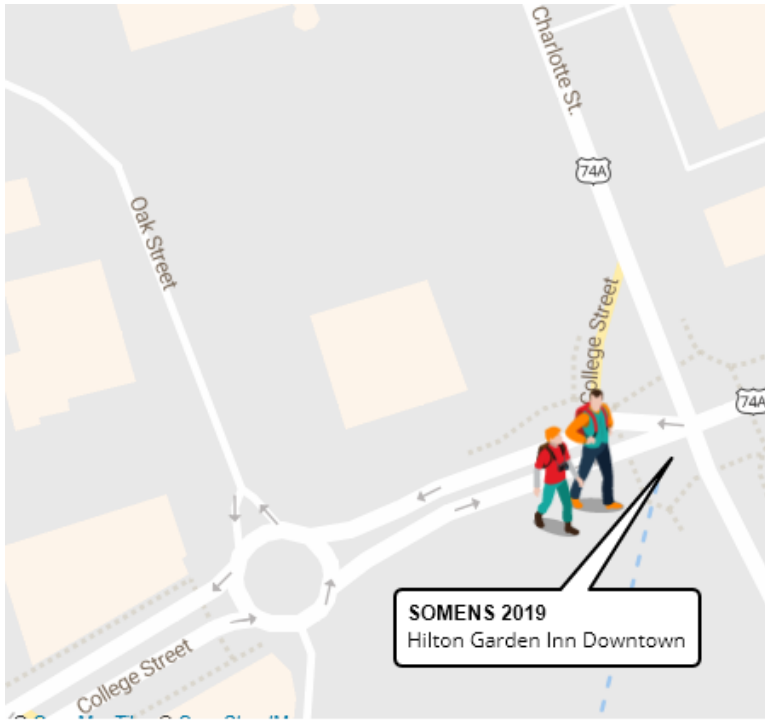 Charlotte St.
74A
Oak Street
College Street
74A
SOMENS 2019
Hilton Garden Inn Downtown
College Street